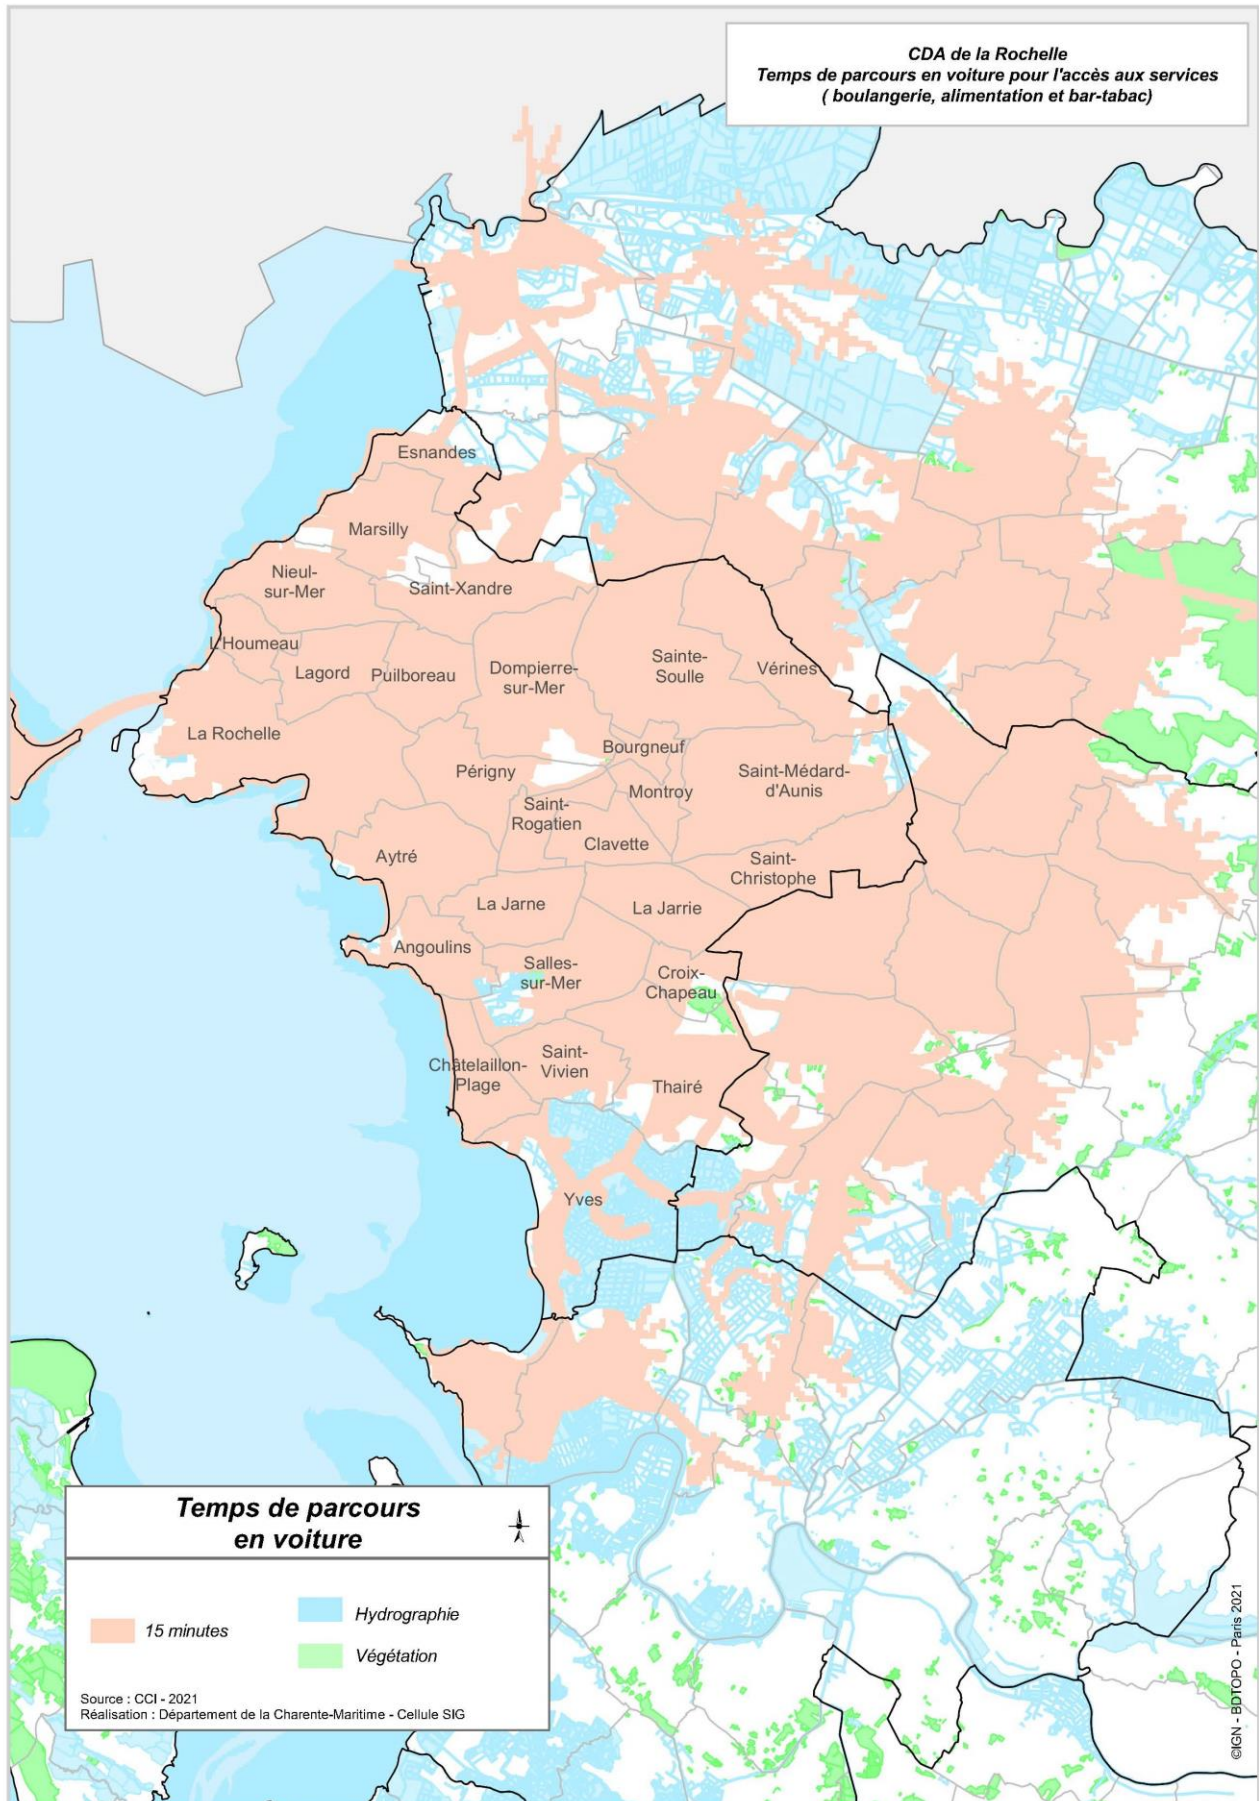 CDA de la Rochelle
Temps de parcours en voiture pour l'accès aux services
( boulangerie, alimentation et bar-tabac)
Esnandes
Marsilly
Nieul-
sur-Mer
Saint-Xandre
L'Houmeau
Lagord
Puilboreau
Dompierre-
sur-Mer
Sainte-
Soulle
Vérines
La Rochelle
Bourgneuf
Périgny
Saint-Médard-
d'Aunis
Montroy
Saint-
Rogatien
Clavette
Aytré
Saint-
Christophe
La Jarne
La Jarrie
Angoulins
Salles-
sur-Mer
Croix-
Chapeau
Châtelaillon-
Plage
Saint-
Vivien
Thairé
Yves
Temps de parcours
en voiture
15 minutes
Hydrographie
Végétation
Source : CCI - 2021
Réalisation : Département de la Charente-Maritime - Cellule SIG
©IGN - BDTOPO - Paris 2021